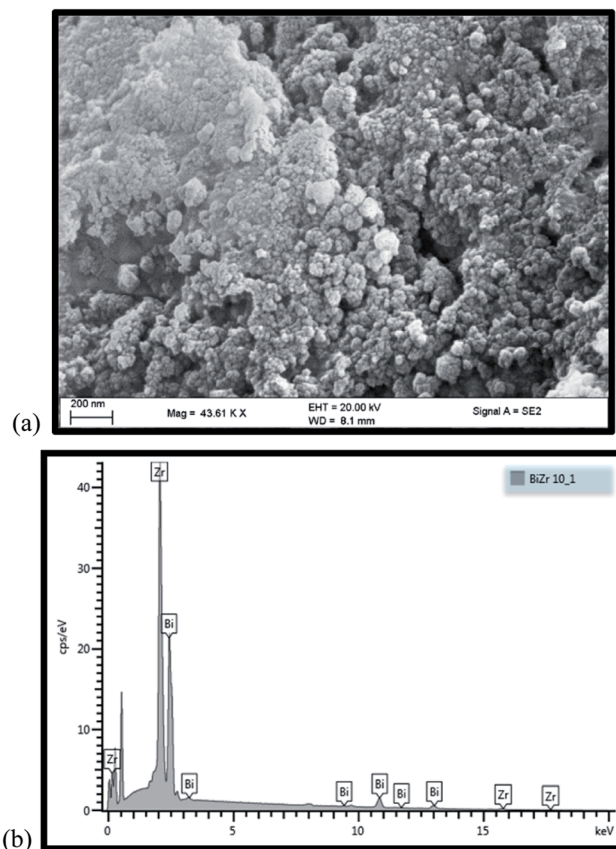 200 nm
Mag = 43.61 K X
EHT = 20.00 kV
WD = 8.1 mm
Signal A = SE2
(a)
BiZr 10_1
Zr
40
30
cps/eV
Bi
20
10
Zr
Bi
Bi
Bi
Bi
Bi
Zr
Zr
0
0
5
10
15
keV
(b)